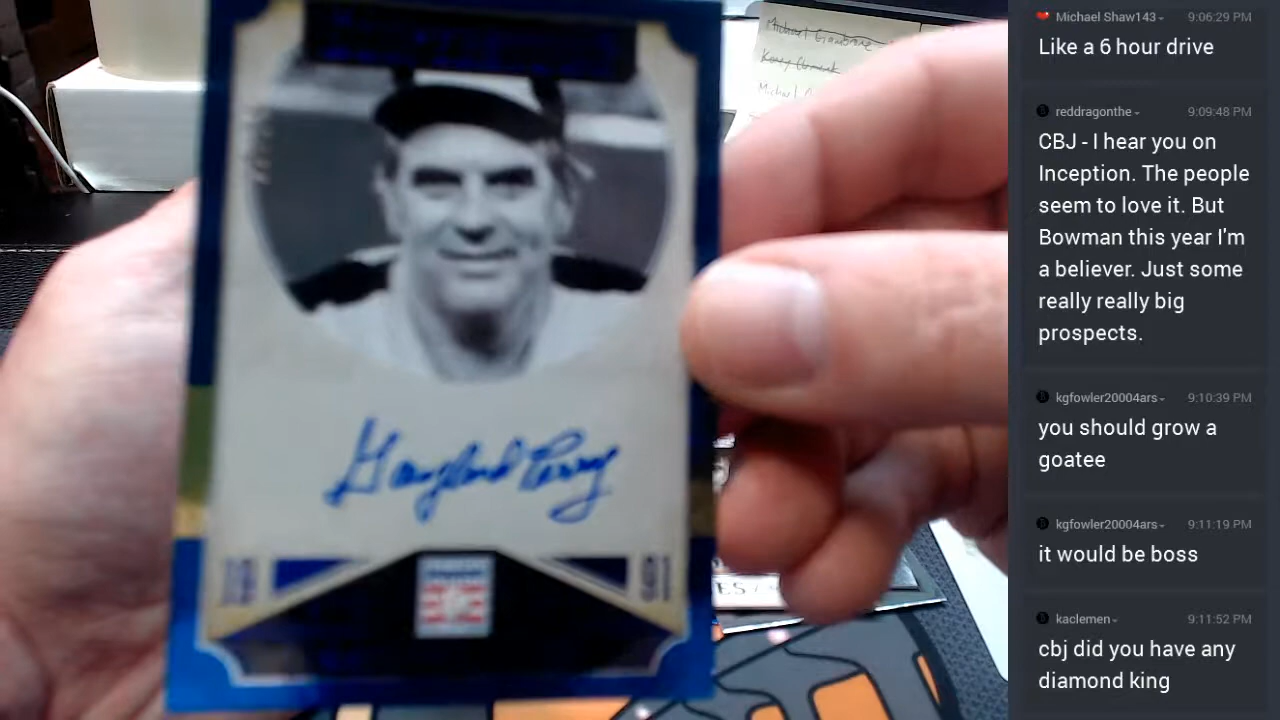 Michael Shaw143 9:06:29 PM
Like a 6 hour drive
reddragonthe 9:09:48 PM
CBJ - I hear you on
Inception. The people
seem to love it. But
Bowman this year I'm
a believer. Just some
really really big
prospects.
kgfowler20004ars 9:10:39 PM
you should grow a
goatee
kgfowler20004ars 9:11:19 PM
it would be boss
kaclemen 9:11:52 PM
cbj did you have any
diamond king
Gaylord Perry
19 91
Michael